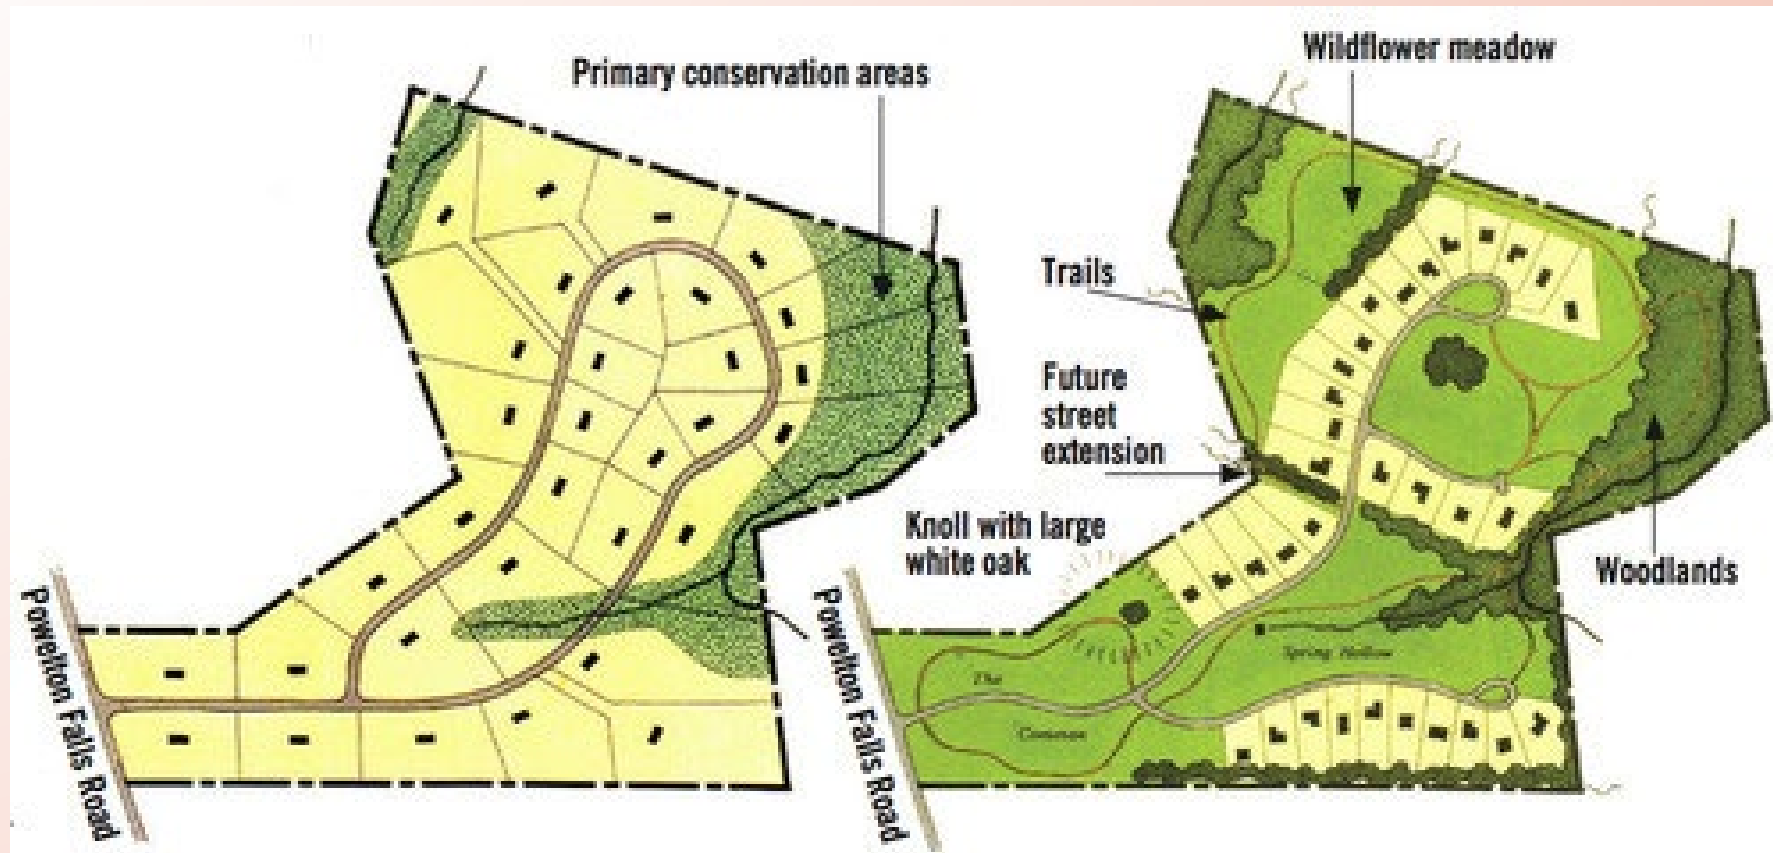 Primary conservation areas
Powelton Falls Road
Wildflower meadow
Trails
Future
street
extension
Knoll with large
white oak
Woodlands
Spring Hollow
The
Common
Powelton Falls Road